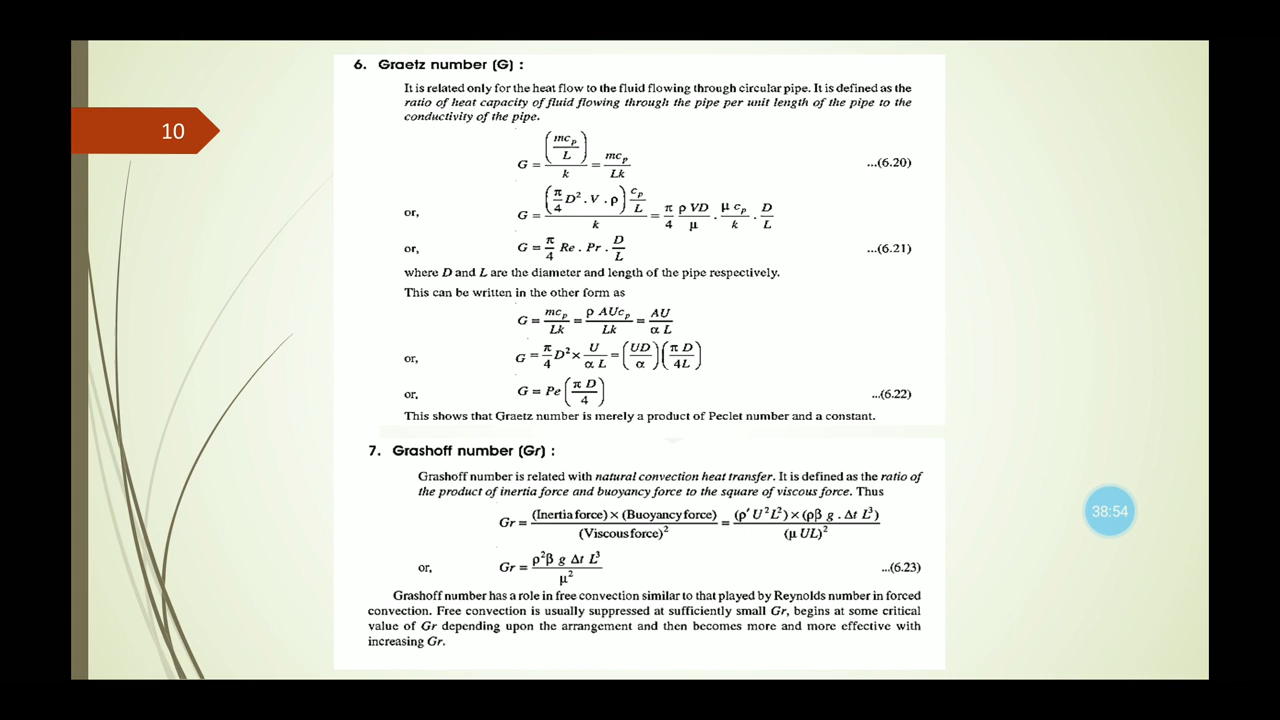 10
6. Graetz number (G) :
It is related only for the heat flow to the fluid flowing through circular pipe. It is defined as the
ratio of heat capacity of fluid flowing through the pipe per unit length of the pipe to the
conductivity of the pipe.
G = (mc_p / L) / k = mc_p / Lk ...(6.20)
or, G = (π/4 D² . V . ρ) c_p/L / k = π/4 ρVD/μ . μ c_p/k . D/L
or, G = π/4 Re . Pr . D/L ...(6.21)
where D and L are the diameter and length of the pipe respectively.
This can be written in the other form as
G = mc_p/Lk = ρ AUc_p/Lk = AU/α L
or, G = π/4 D² × U/α L = (UD/α) (π D/4L)
or, G = Pe (π D/4) ...(6.22)
This shows that Graetz number is merely a product of Peclet number and a constant.
7. Grashoff number (Gr) :
Grashoff number is related with natural convection heat transfer. It is defined as the ratio of
the product of inertia force and buoyancy force to the square of viscous force. Thus
Gr = (Inertia force) × (Buoyancy force) / (Viscous force)² = (ρ′ U² L²) × (ρβ g . Δt L³) / (μ UL)²
or, Gr = ρ²β g Δt L³ / μ² ...(6.23)
Grashoff number has a role in free convection similar to that played by Reynolds number in forced
convection. Free convection is usually suppressed at sufficiently small Gr, begins at some critical
value of Gr depending upon the arrangement and then becomes more and more effective with
increasing Gr.
38:54